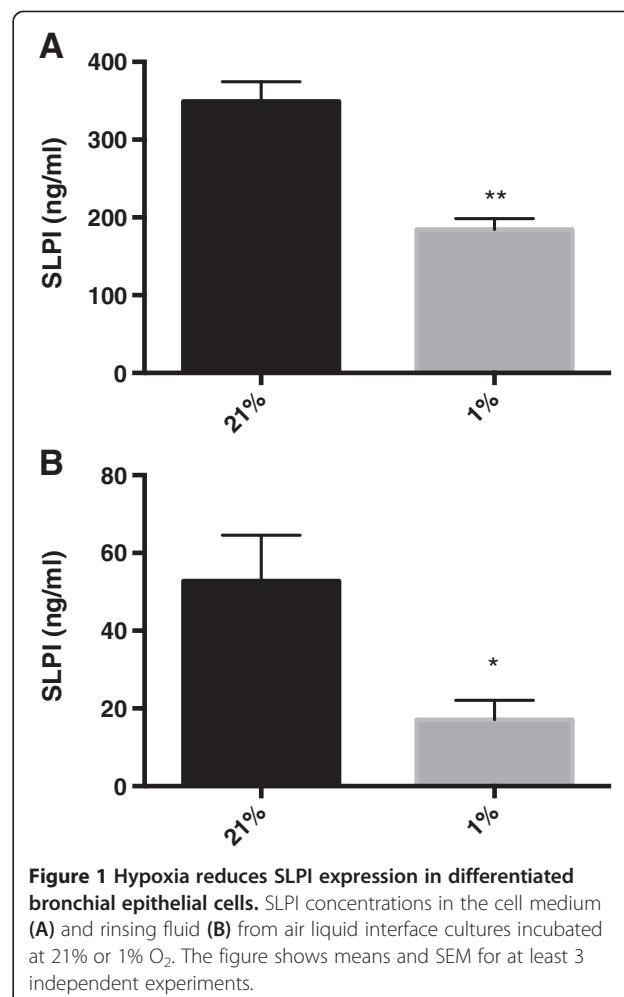 A
400
300
200
100
0
SLPI (ng/ml)
**
21%
1%
B
80
60
40
20
0
SLPI (ng/ml)
*
21%
1%
Figure 1 Hypoxia reduces SLPI expression in differentiated
bronchial epithelial cells. SLPI concentrations in the cell medium
(A) and rinsing fluid (B) from air liquid interface cultures incubated
at 21% or 1% O₂. The figure shows means and SEM for at least 3
independent experiments.